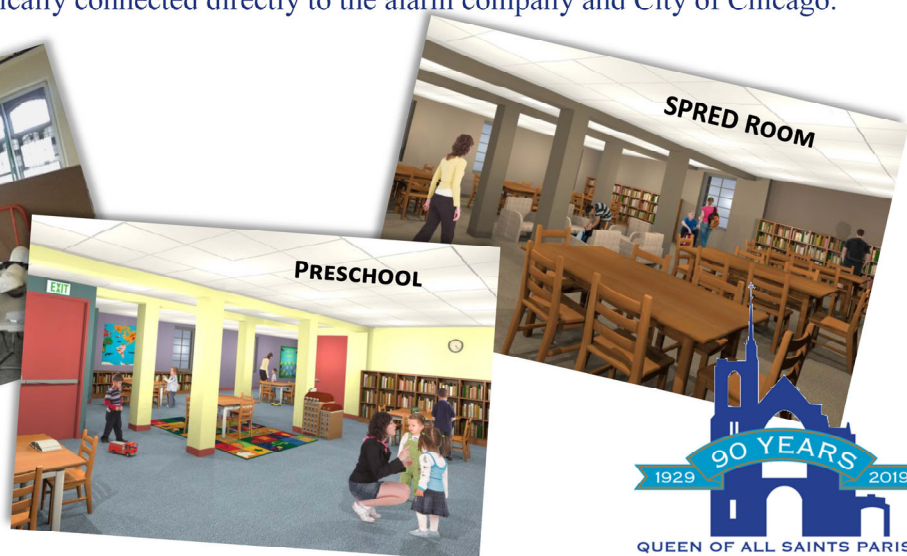 ically connected directly to the alarm company and City of Chicago.
SPRED ROOM
PRESCHOOL
EXIT
90 YEARS
1929 2019
QUEEN OF ALL SAINTS PARIS